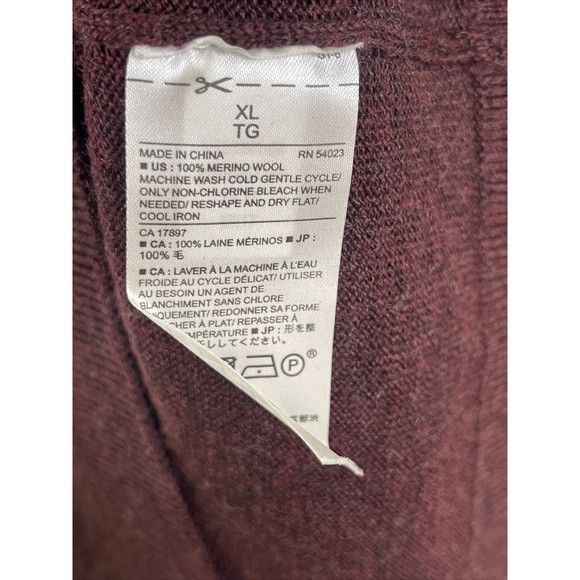 XL
TG
MADE IN CHINA RN 54023
■ US : 100% MERINO WOOL
MACHINE WASH COLD GENTLE CYCLE/
ONLY NON-CHLORINE BLEACH WHEN
NEEDED/ RESHAPE AND DRY FLAT/
COOL IRON
CA 17897
■ CA : 100% LAINE MÉRINOS ■ JP :
100% 毛
■ CA : LAVER À LA MACHINE À L'EAU
FROIDE AU CYCLE DÉLICAT/ UTILISER
AU BESOIN UN AGENT DE
BLANCHIMENT SANS CHLORE
UNIQUEMENT/ REDONNER SA FORME
À PLAT/ REPASSER À
TEMPÉRATURE ■ JP : 形を整
してください。
P ®